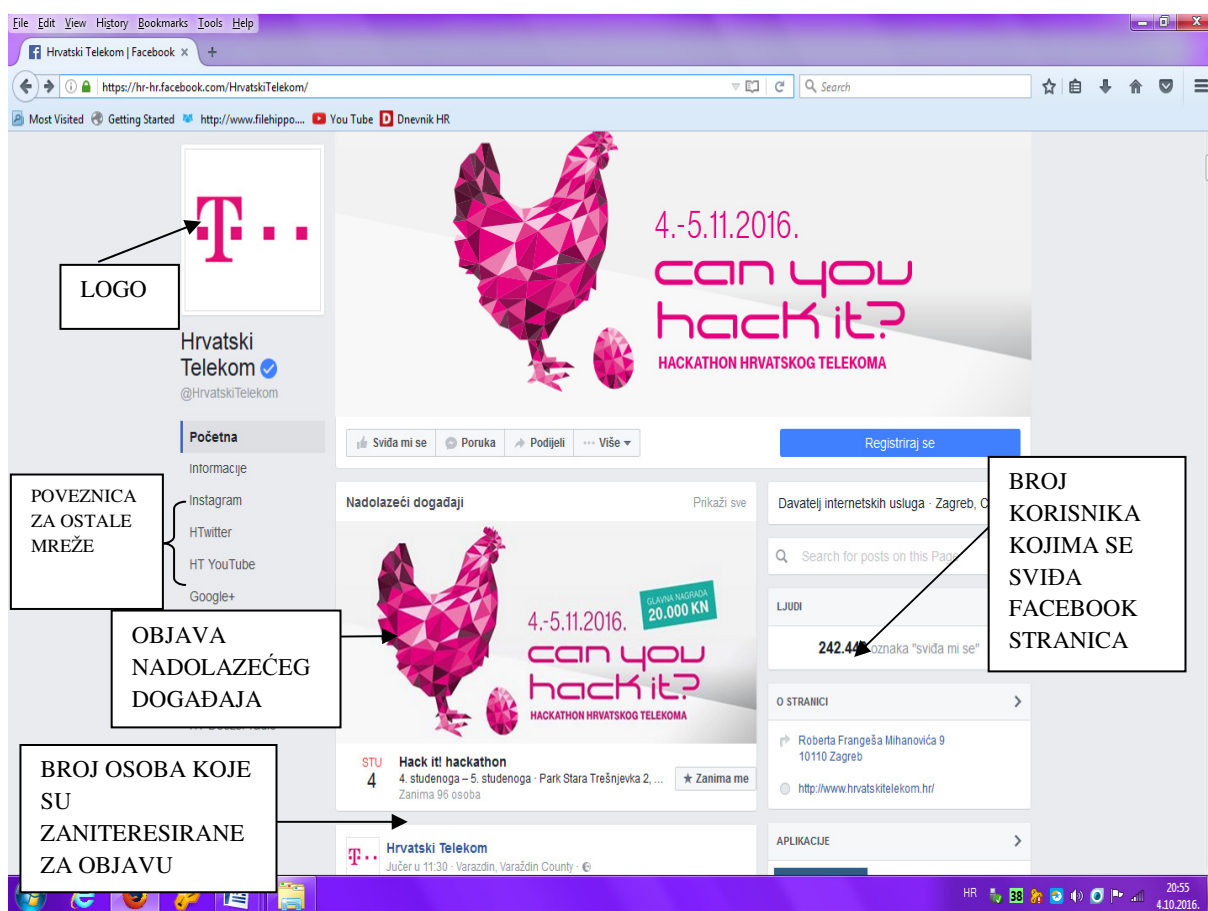 File Edit View History Bookmarks Tools Help
Hrvatski Telekom | Facebook
https://hr-hr.facebook.com/HrvatskiTelekom/
Search
Most Visited Getting Started http://www.filehippo.... You Tube Dnevnik HR
T
LOGO
4.-5.11.2016.
can you
hack it?
HACKATHON HRVATSKOG TELEKOMA
Hrvatski
Telekom
@HrvatskiTelekom
Početna
Informacije
Instagram
HTwitter
HT YouTube
Google+
POVEZNICA
ZA OSTALE
MREŽE
Sviđa mi se Poruka Podijeli Više
Registriraj se
Nadolazeći događaji Prikaži sve
GLAVNA NAGRADA
20.000 KN
4.-5.11.2016.
can you
hack it?
HACKATHON HRVATSKOG TELEKOMA
OBJAVA
NADOLAZEĆEG
DOGAĐAJA
STU
4
Hack it! hackathon
4. studenoga – 5. studenoga · Park Stara Trešnjevka 2, ...
Zanima 96 osoba
Zanima me
BROJ OSOBA KOJE
SU
ZANITERESIRANE
ZA OBJAVU
T
Hrvatski Telekom
Jučer u 11:30 · Varazdin, Varaždin County ·
Davatelj internetskih usluga · Zagreb,
Search for posts on this Page
LJUDI
oznaka "sviđa mi se"
BROJ
KORISNIKA
KOJIMA SE
SVIĐA
FACEBOOK
STRANICA
O STRANICI
Roberta Frangeša Mihanovića 9
10110 Zagreb
http://www.hrvatskitelekom.hr/
APLIKACIJE
HR 38
20:55
4.10.2016.